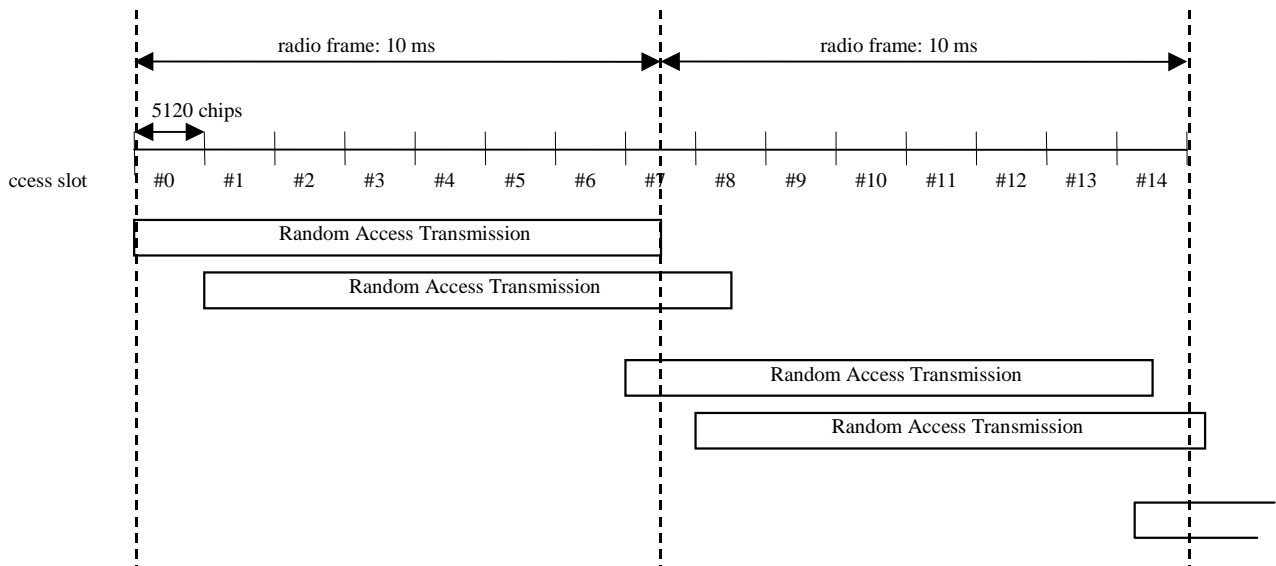 radio frame: 10 ms radio frame: 10 ms
5120 chips
ccess slot #0 #1 #2 #3 #4 #5 #6 #7 #8 #9 #10 #11 #12 #13 #14
Random Access Transmission
Random Access Transmission
Random Access Transmission
Random Access Transmission